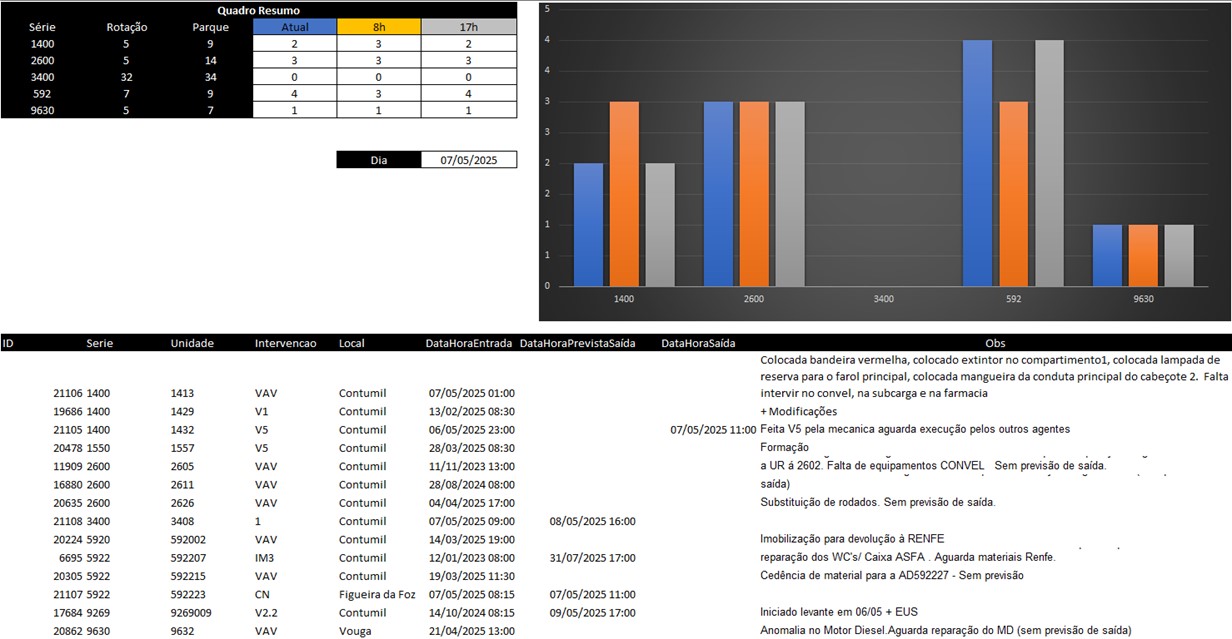 Quadro Resumo
Série Rotação Parque Atual 8h 17h
1400 5 9 2 3 2
2600 5 14 3 3 3
3400 32 34 0 0 0
592 7 9 4 3 4
9630 5 7 1 1 1
Dia 07/05/2025
5
4
4
3
3
2
2
1
1
0
1400 2600 3400 592 9630
ID Serie Unidade Intervencao Local DataHoraEntrada DataHoraPrevistaSaída DataHoraSaída Obs
Colocada bandeira vermelha, colocado extintor no compartimento1, colocada lampada de
reserva para o farol principal, colocada mangueira da conduta principal do cabeçote 2. Falta
21106 1400 1413 VAV Contumil 07/05/2025 01:00 intervir no convel, na subcarga e na farmacia
19686 1400 1429 V1 Contumil 13/02/2025 08:30 + Modificações
21105 1400 1432 V5 Contumil 06/05/2025 23:00 07/05/2025 11:00 Feita V5 pela mecanica aguarda execução pelos outros agentes
20478 1550 1557 V5 Contumil 28/03/2025 08:30 Formação
11909 2600 2605 VAV Contumil 11/11/2023 13:00 a UR á 2602. Falta de equipamentos CONVEL Sem previsão de saída.
16880 2600 2611 VAV Contumil 28/08/2024 08:00 saída)
20635 2600 2626 VAV Contumil 04/04/2025 17:00 Substituição de rodados. Sem previsão de saída.
21108 3400 3408 1 Contumil 07/05/2025 09:00 08/05/2025 16:00
20224 5920 592002 VAV Contumil 14/03/2025 19:00 Imobilização para devolução à RENFE
6695 5922 592207 IM3 Contumil 12/01/2023 08:00 31/07/2025 17:00 reparação dos WC's/ Caixa ASFA . Aguarda materiais Renfe.
20305 5922 592215 VAV Contumil 19/03/2025 11:30 Cedência de material para a AD592227 - Sem previsão
21107 5922 592223 CN Figueira da Foz 07/05/2025 08:15 07/05/2025 11:00
17684 9269 9269009 V2.2 Contumil 14/10/2024 08:15 09/05/2025 17:00 Iniciado levante em 06/05 + EUS
20862 9630 9632 VAV Vouga 21/04/2025 13:00 Anomalia no Motor Diesel.Aguarda reparação do MD (sem previsão de saída)